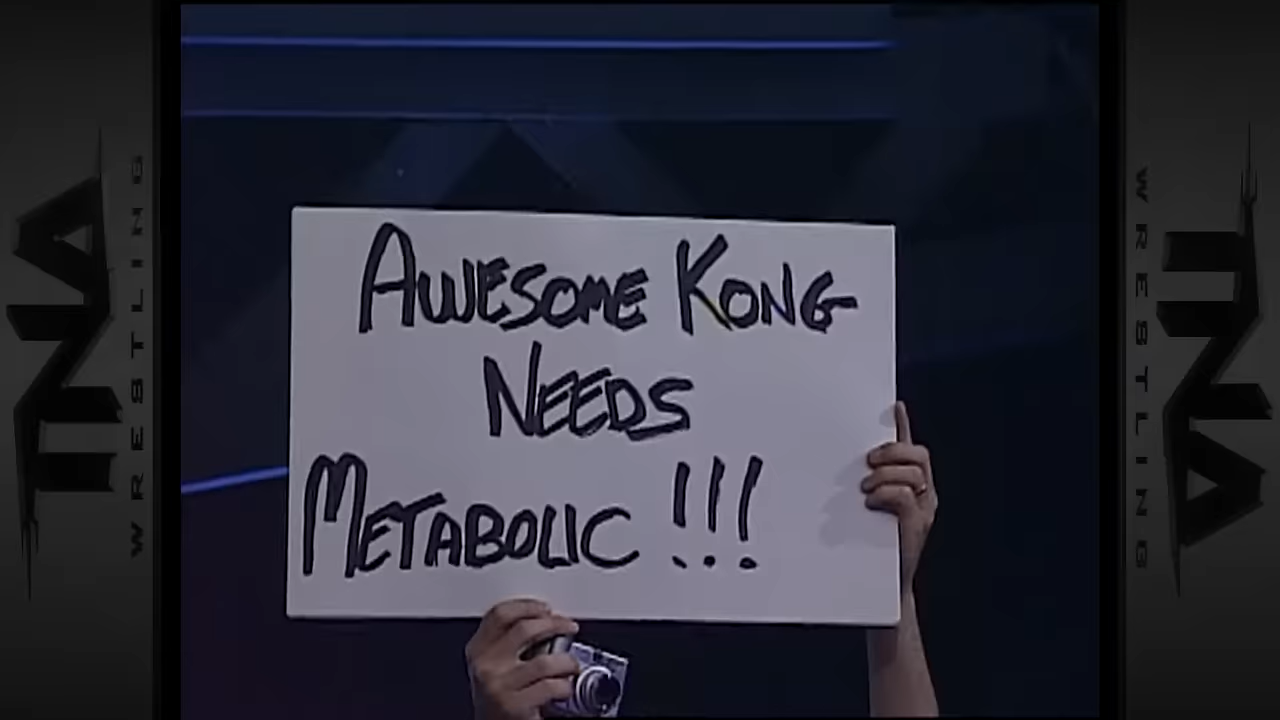 AWESOME KONG
NEEDS
METABOLIC !!!
TNA
WRESTLING
TNA
WRESTLING